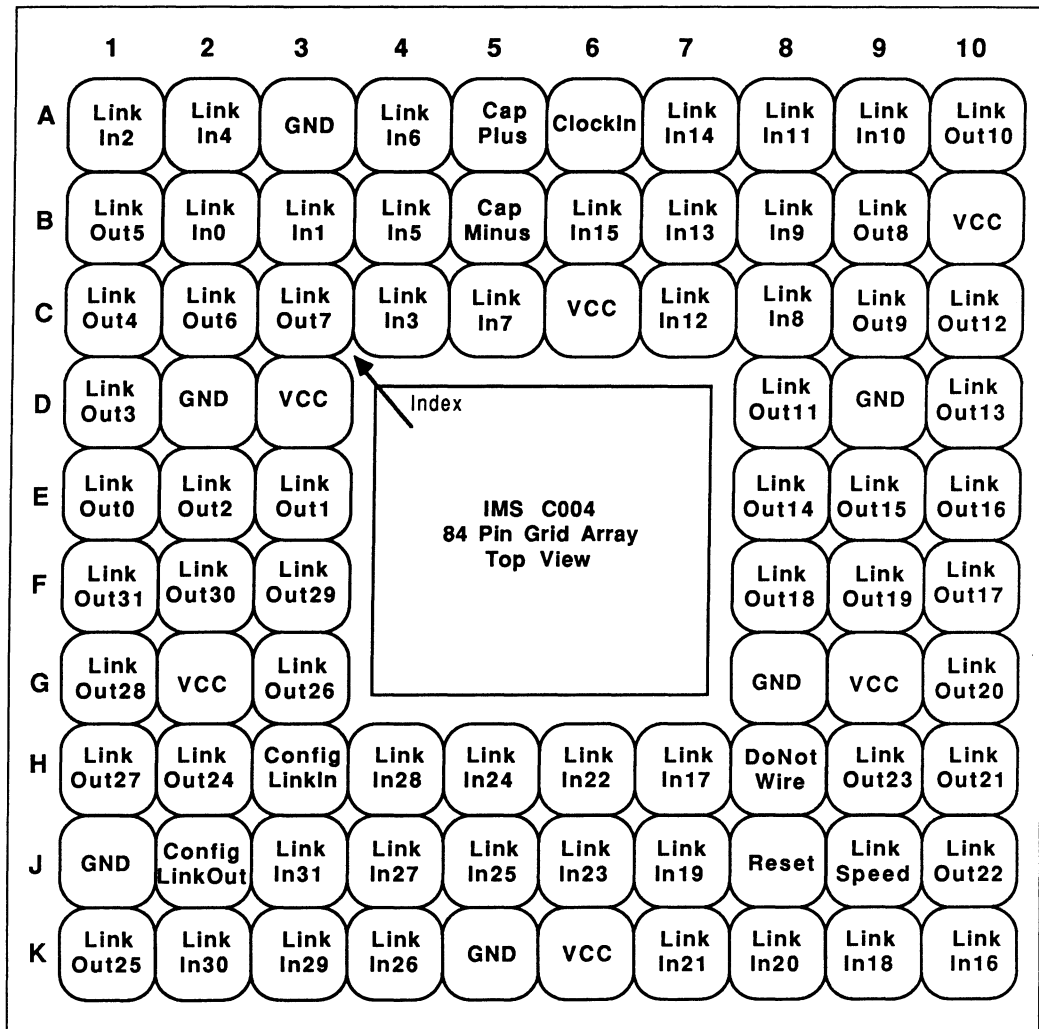 1 2 3 4 5 6 7 8 9 10
A Link In2 Link In4 GND Link In6 Cap Plus ClockIn Link In14 Link In11 Link In10 Link Out10
B Link Out5 Link In0 Link In1 Link In5 Cap Minus Link In15 Link In13 Link In9 Link Out8 VCC
C Link Out4 Link Out6 Link Out7 Link In3 Link In7 VCC Link In12 Link In8 Link Out9 Link Out12
D Link Out3 GND VCC Index Link Out11 GND Link Out13
E Link Out0 Link Out2 Link Out1 Link Out14 Link Out15 Link Out16
IMS C004
84 Pin Grid Array
Top View
F Link Out31 Link Out30 Link Out29 Link Out18 Link Out19 Link Out17
G Link Out28 VCC Link Out26 GND VCC Link Out20
H Link Out27 Link Out24 Config LinkIn Link In28 Link In24 Link In22 Link In17 DoNot Wire Link Out23 Link Out21
J GND Config LinkOut Link In31 Link In27 Link In25 Link In23 Link In19 Reset Link Speed Link Out22
K Link Out25 Link In30 Link In29 Link In26 GND VCC Link In21 Link In20 Link In18 Link In16